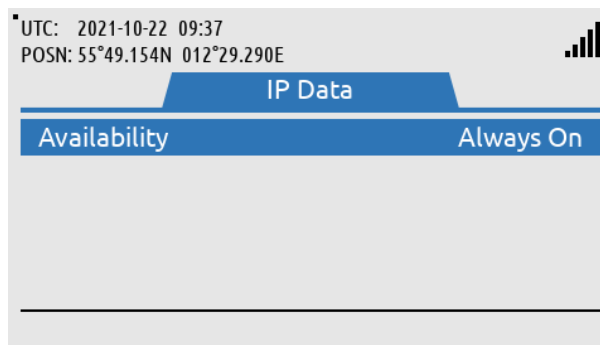 UTC: 2021-10-22 09:37
POSN: 55°49.154N 012°29.290E
IP Data
Availability Always On